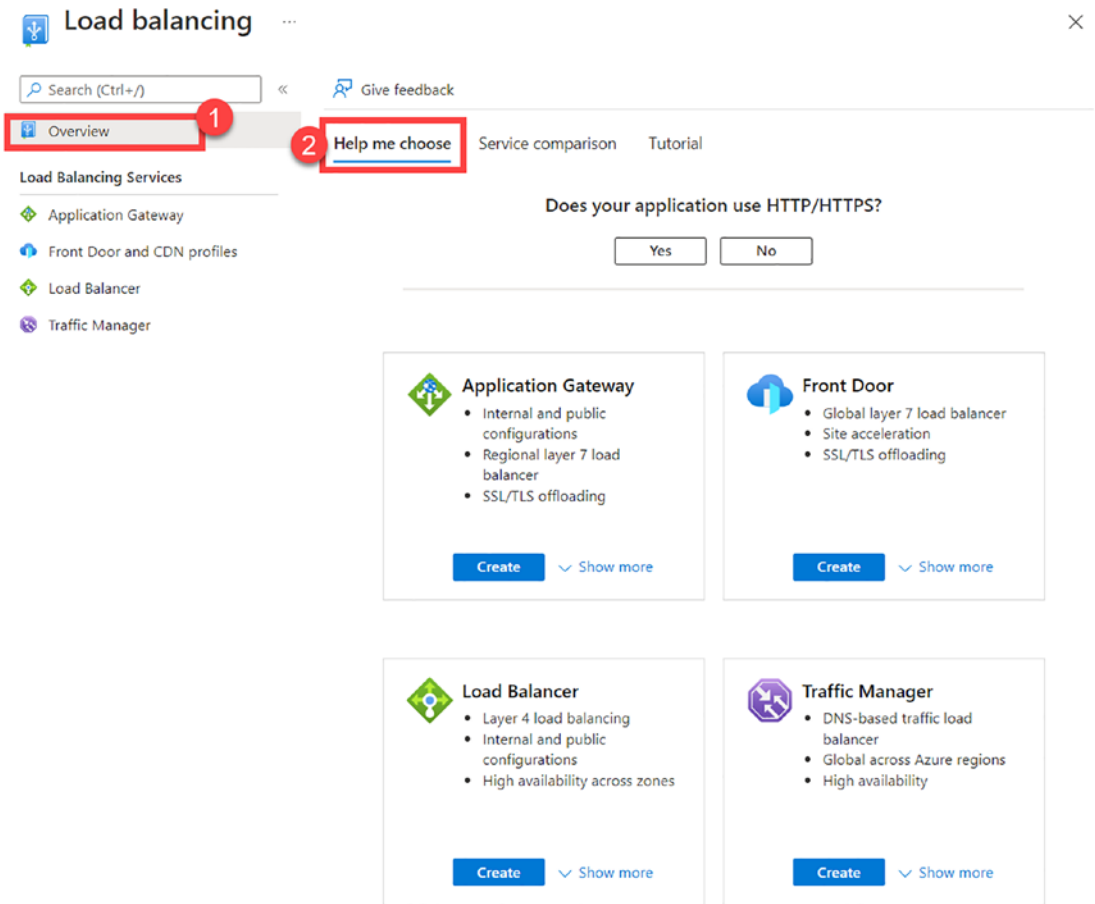 Load balancing ...
Search (Ctrl+/) «
Give feedback
Overview
1
2
Help me choose Service comparison Tutorial
Load Balancing Services
Application Gateway
Front Door and CDN profiles
Load Balancer
Traffic Manager
Does your application use HTTP/HTTPS?
Yes No
Application Gateway
• Internal and public
configurations
• Regional layer 7 load
balancer
• SSL/TLS offloading
Create Show more
Front Door
• Global layer 7 load balancer
• Site acceleration
• SSL/TLS offloading
Create Show more
Load Balancer
• Layer 4 load balancing
• Internal and public
configurations
• High availability across zones
Create Show more
Traffic Manager
• DNS-based traffic load
balancer
• Global across Azure regions
• High availability
Create Show more